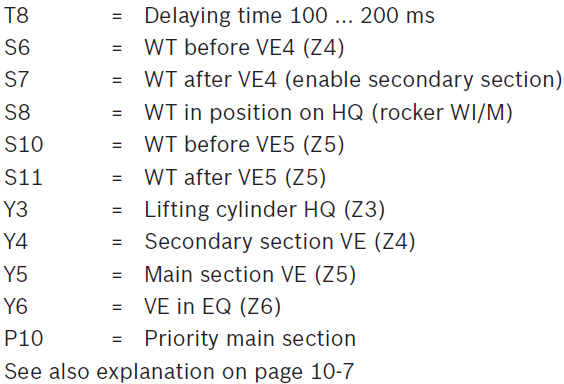 T8 = Delaying time 100 ... 200 ms
S6 = WT before VE4 (Z4)
S7 = WT after VE4 (enable secondary section)
S8 = WT in position on HQ (rocker WI/M)
S10 = WT before VE5 (Z5)
S11 = WT after VE5 (Z5)
Y3 = Lifting cylinder HQ (Z3)
Y4 = Secondary section VE (Z4)
Y5 = Main section VE (Z5)
Y6 = VE in EQ (Z6)
P10 = Priority main section
See also explanation on page 10-7